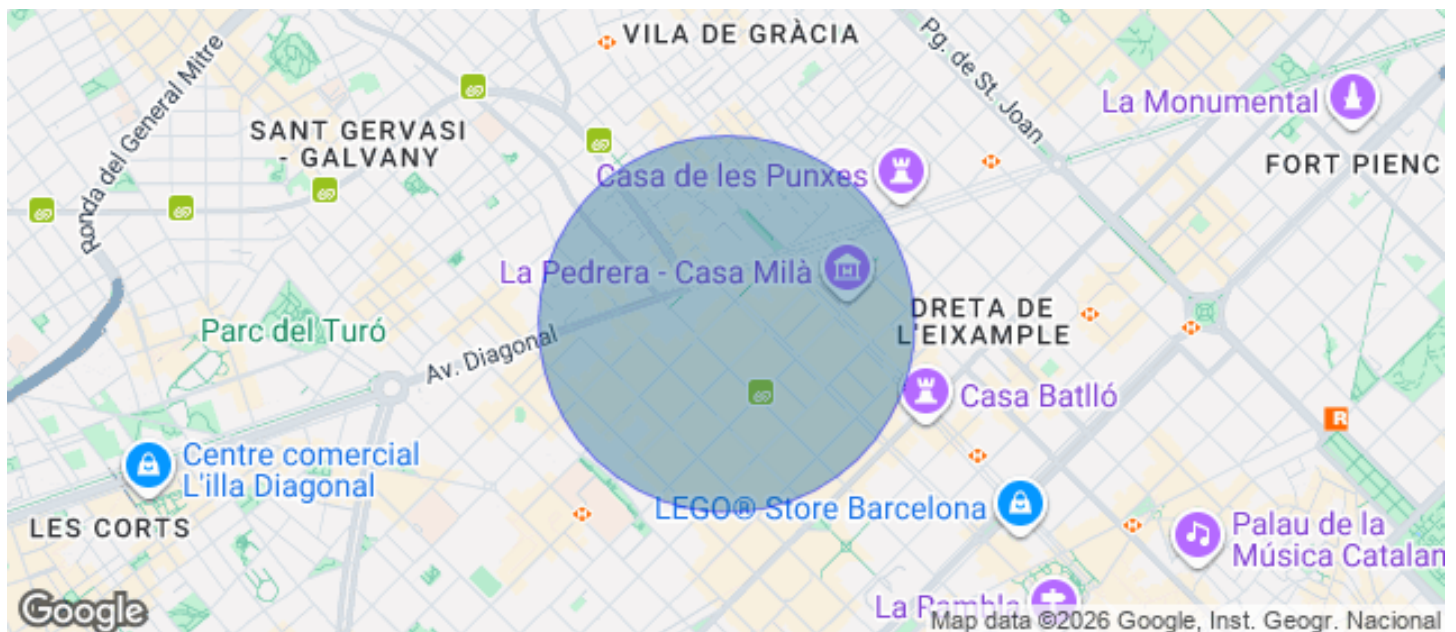 VILA DE GRÀCIA
Pg. de St. Joan
La Monumental
Ronda del General Mitre
SANT GERVASI
- GALVANY
Casa de les Punxes
FORT PIENC
La Pedrera - Casa Milà
DRETA DE
L'EIXAMPLE
Parc del Turó
Av. Diagonal
Casa Batlló
R
Centre comercial
L'illa Diagonal
LEGO® Store Barcelona
LES CORTS
Palau de la
Música Catalan
La Rambla
Google
Map data ©2026 Google, Inst. Geogr. Nacional